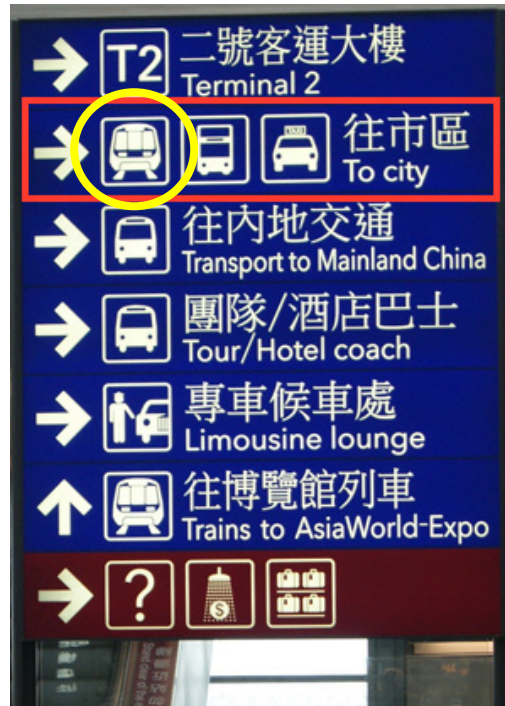 T2
二號客運大樓
Terminal 2
TAXI
往市區
To city
往內地交通
Transport to Mainland China
團隊/酒店巴士
Tour/Hotel coach
專車候車處
Limousine lounge
往博覽館列車
Trains to AsiaWorld-Expo
?
$